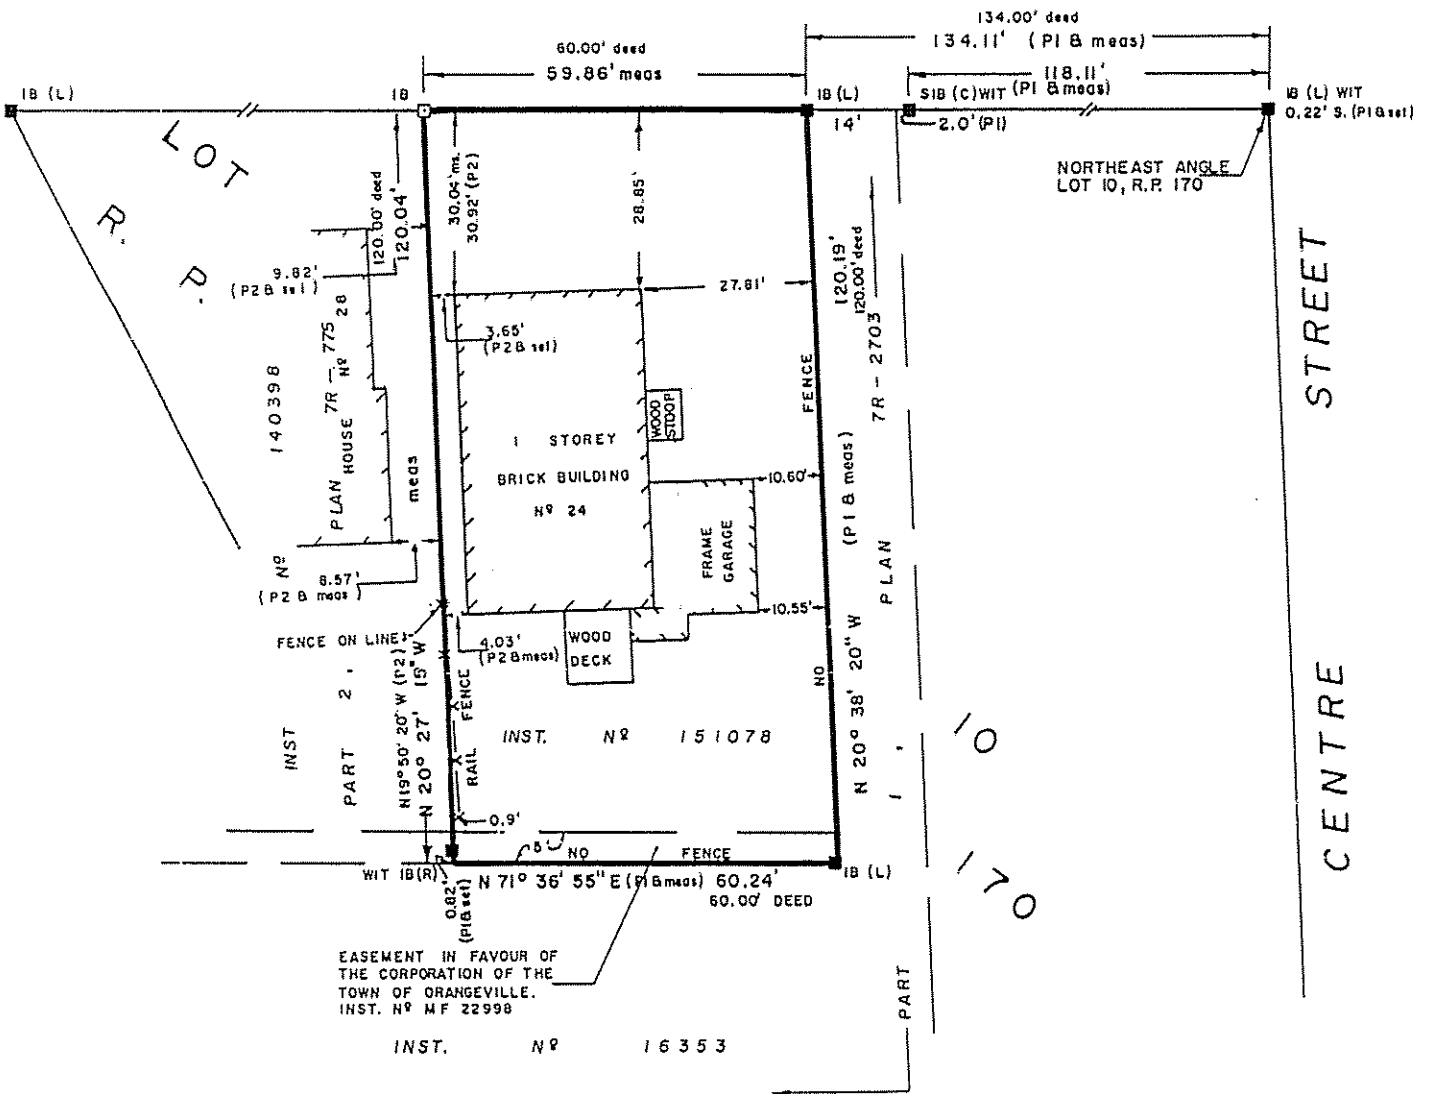 134.00' deed
134.11' (P1 & meas)
60.00' deed
59.86' meas
118.11'
(P1 & meas)
IB (L)
IB
IB (L)
SIB (C) WIT
IB (L) WIT
0.22' S. (P1 & set)
14'
2.0' (P1)
NORTHEAST ANGLE
LOT 10, R.P. 170
LOT
R. P.
120.00' deed
120.04'
meas
30.04' ms.
30.92' (P2)
28.85'
9.82'
(P2 & set)
27.81'
120.19'
120.00' deed
(P1 & meas)
3.65'
(P2 & set)
7R - 2703
PLAN
STREET
CENTRE
FENCE
NO
140398
INST Nº
PLAN 7R - 775
PART 2,
HOUSE Nº 28
WOOD
STOOP
1 STOREY
BRICK BUILDING
Nº 24
10.60'
FRAME
GARAGE
8.57'
(P2 & meas)
10.55'
FENCE ON LINE
4.03'
(P2 & meas)
WOOD
DECK
N 19° 50' 20" W (P2)
N 20° 27' 15" W
RAIL FENCE
N 20° 38' 20" W
INST. Nº 151078
10
170
1,
PART
0.9'
8'
NO FENCE
WIT IB (R)
IB (L)
0.82'
(P1 & set)
N 71° 36' 55" E (P1 & meas) 60.24'
60.00' DEED
EASEMENT IN FAVOUR OF
THE CORPORATION OF THE
TOWN OF ORANGEVILLE.
INST. Nº MF 22998
INST. Nº 16353